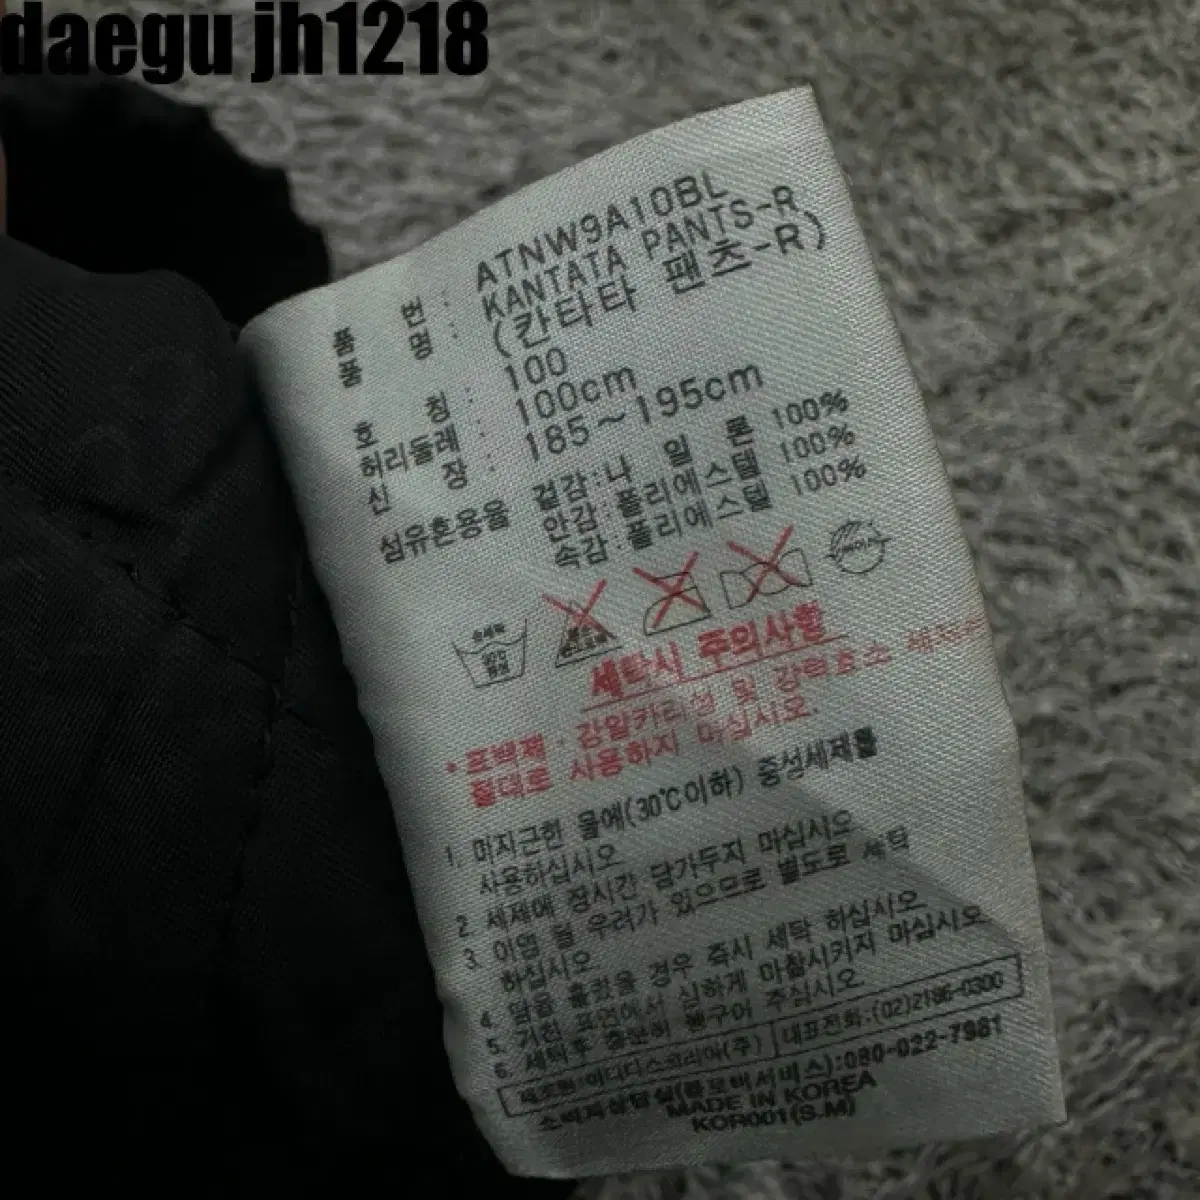 daegu jh1218
품 번 : ATNW9A10BL
품 명 : KANTATA PANTS-R
(칸타타 팬츠-R)
호 칭 : 100
허리둘레 : 100cm
신 장 : 185~195cm
섬유혼용율 겉감:나 일 론 100%
안감:폴리에스텔 100%
속감:폴리에스텔 100%
세탁시 주의사항
*표백제 · 강알카리성 및 강력효소
절대로 사용하지 마십시오.
1. 미지근한 물에(30℃이하) 중성세제를
사용하십시오
2. 세제에 장시간 담가두지 마십시오
3. 이염 될 우려가 있으므로 별도로 세탁
하십시오
4. 땀을 흘렸을 경우 즉시 세탁 하십시오
5. 거친 표면에서 심하게 마찰시키지 마십시오
6. 세탁후 충분히 헹구어 주십시오
제조원:아디다스코리아(주) 대표전화:(02)2186-0300
소비자상담실(클로버서비스):080-022-7981
MADE IN KOREA
KOR001(S.M)